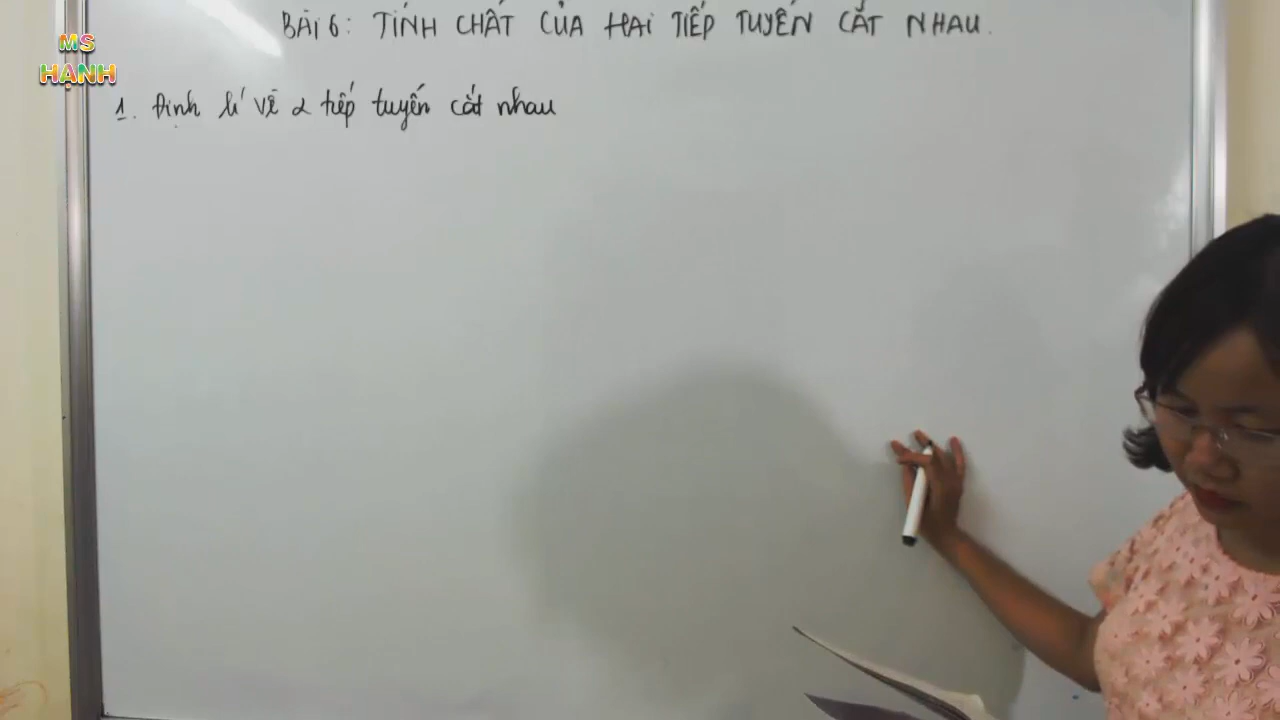 MS
HẠNH
BÀI 6: TÍNH CHẤT CỦA HAI TIẾP TUYẾN CẮT NHAU.
1. Định lí về 2 tiếp tuyến cắt nhau